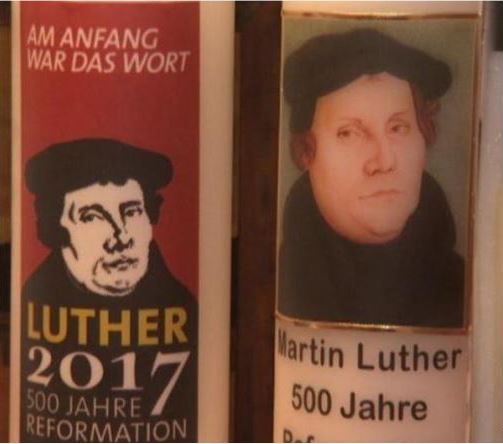 AM ANFANG
WAR DAS WORT
LUTHER
2017
500 JAHRE
REFORMATION
Martin Luther
500 Jahre